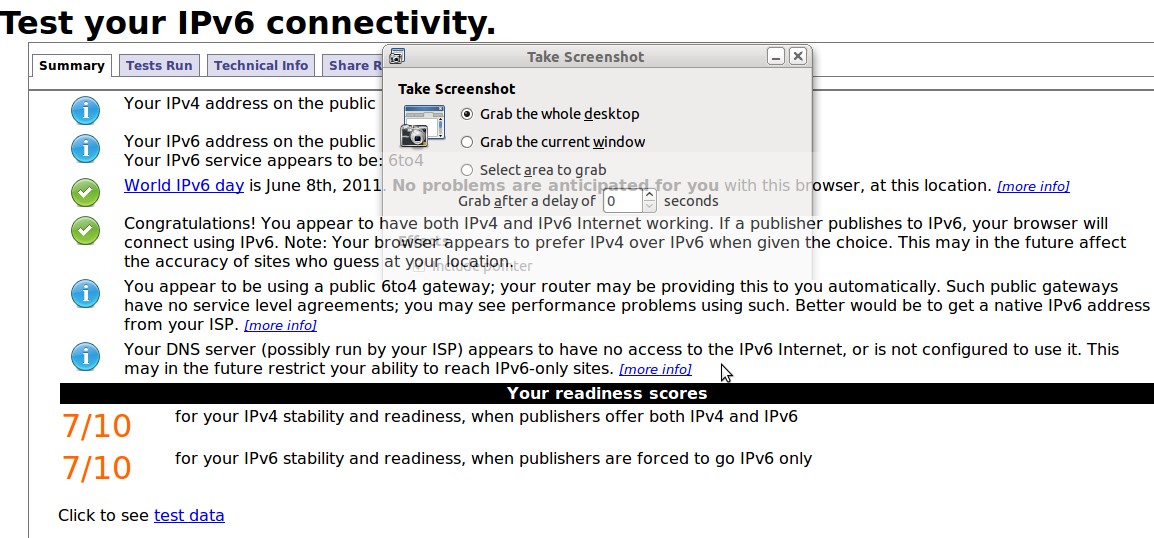 Test your IPv6 connectivity.
Summary
Tests Run
Technical Info
Share R
Take Screenshot
Take Screenshot
Grab the whole desktop
Grab the current window
Select area to grab
Grab after a delay of 0 seconds
Effects
Include pointer
Your IPv4 address on the public
Your IPv6 address on the public
Your IPv6 service appears to be: 6to4
World IPv6 day is June 8th, 2011. No problems are anticipated for you with this browser, at this location. [more info]
Congratulations! You appear to have both IPv4 and IPv6 Internet working. If a publisher publishes to IPv6, your browser will
connect using IPv6. Note: Your browser appears to prefer IPv4 over IPv6 when given the choice. This may in the future affect
the accuracy of sites who guess at your location.
You appear to be using a public 6to4 gateway; your router may be providing this to you automatically. Such public gateways
have no service level agreements; you may see performance problems using such. Better would be to get a native IPv6 address
from your ISP. [more info]
Your DNS server (possibly run by your ISP) appears to have no access to the IPv6 Internet, or is not configured to use it. This
may in the future restrict your ability to reach IPv6-only sites. [more info]
Your readiness scores
7/10 for your IPv4 stability and readiness, when publishers offer both IPv4 and IPv6
7/10 for your IPv6 stability and readiness, when publishers are forced to go IPv6 only
Click to see test data